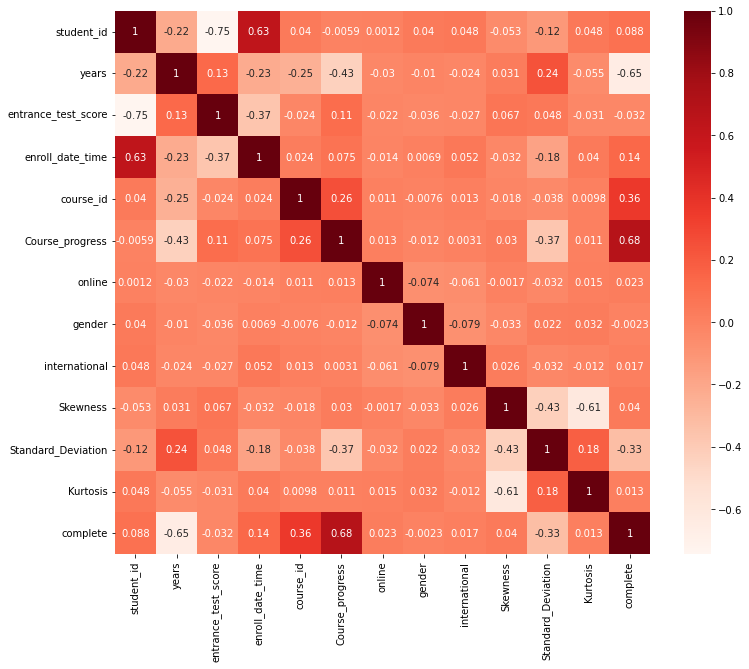 student_id 1 -0.22 -0.75 0.63 0.04 -0.0059 0.0012 0.04 0.048 -0.053 -0.12 0.048 0.088
years -0.22 1 0.13 -0.23 -0.25 -0.43 -0.03 -0.01 -0.024 0.031 0.24 -0.055 -0.65
entrance_test_score -0.75 0.13 1 -0.37 -0.024 0.11 -0.022 -0.036 -0.027 0.067 0.048 -0.031 -0.032
enroll_date_time 0.63 -0.23 -0.37 1 0.024 0.075 -0.014 0.0069 0.052 -0.032 -0.18 0.04 0.14
course_id 0.04 -0.25 -0.024 0.024 1 0.26 0.011 -0.0076 0.013 -0.018 -0.038 0.0098 0.36
Course_progress -0.0059 -0.43 0.11 0.075 0.26 1 0.013 -0.012 0.0031 0.03 -0.37 0.011 0.68
online 0.0012 -0.03 -0.022 -0.014 0.011 0.013 1 -0.074 -0.061 -0.0017 -0.032 0.015 0.023
gender 0.04 -0.01 -0.036 0.0069 -0.0076 -0.012 -0.074 1 -0.079 -0.033 0.022 0.032 -0.0023
international 0.048 -0.024 -0.027 0.052 0.013 0.0031 -0.061 -0.079 1 0.026 -0.032 -0.012 0.017
Skewness -0.053 0.031 0.067 -0.032 -0.018 0.03 -0.0017 -0.033 0.026 1 -0.43 -0.61 0.04
Standard_Deviation -0.12 0.24 0.048 -0.18 -0.038 -0.37 -0.032 0.022 -0.032 -0.43 1 0.18 -0.33
Kurtosis 0.048 -0.055 -0.031 0.04 0.0098 0.011 0.015 0.032 -0.012 -0.61 0.18 1 0.013
complete 0.088 -0.65 -0.032 0.14 0.36 0.68 0.023 -0.0023 0.017 0.04 -0.33 0.013 1
student_id
years
entrance_test_score
enroll_date_time
course_id
Course_progress
online
gender
international
Skewness
Standard_Deviation
Kurtosis
complete
1.0
0.8
0.6
0.4
0.2
0.0
−0.2
−0.4
−0.6